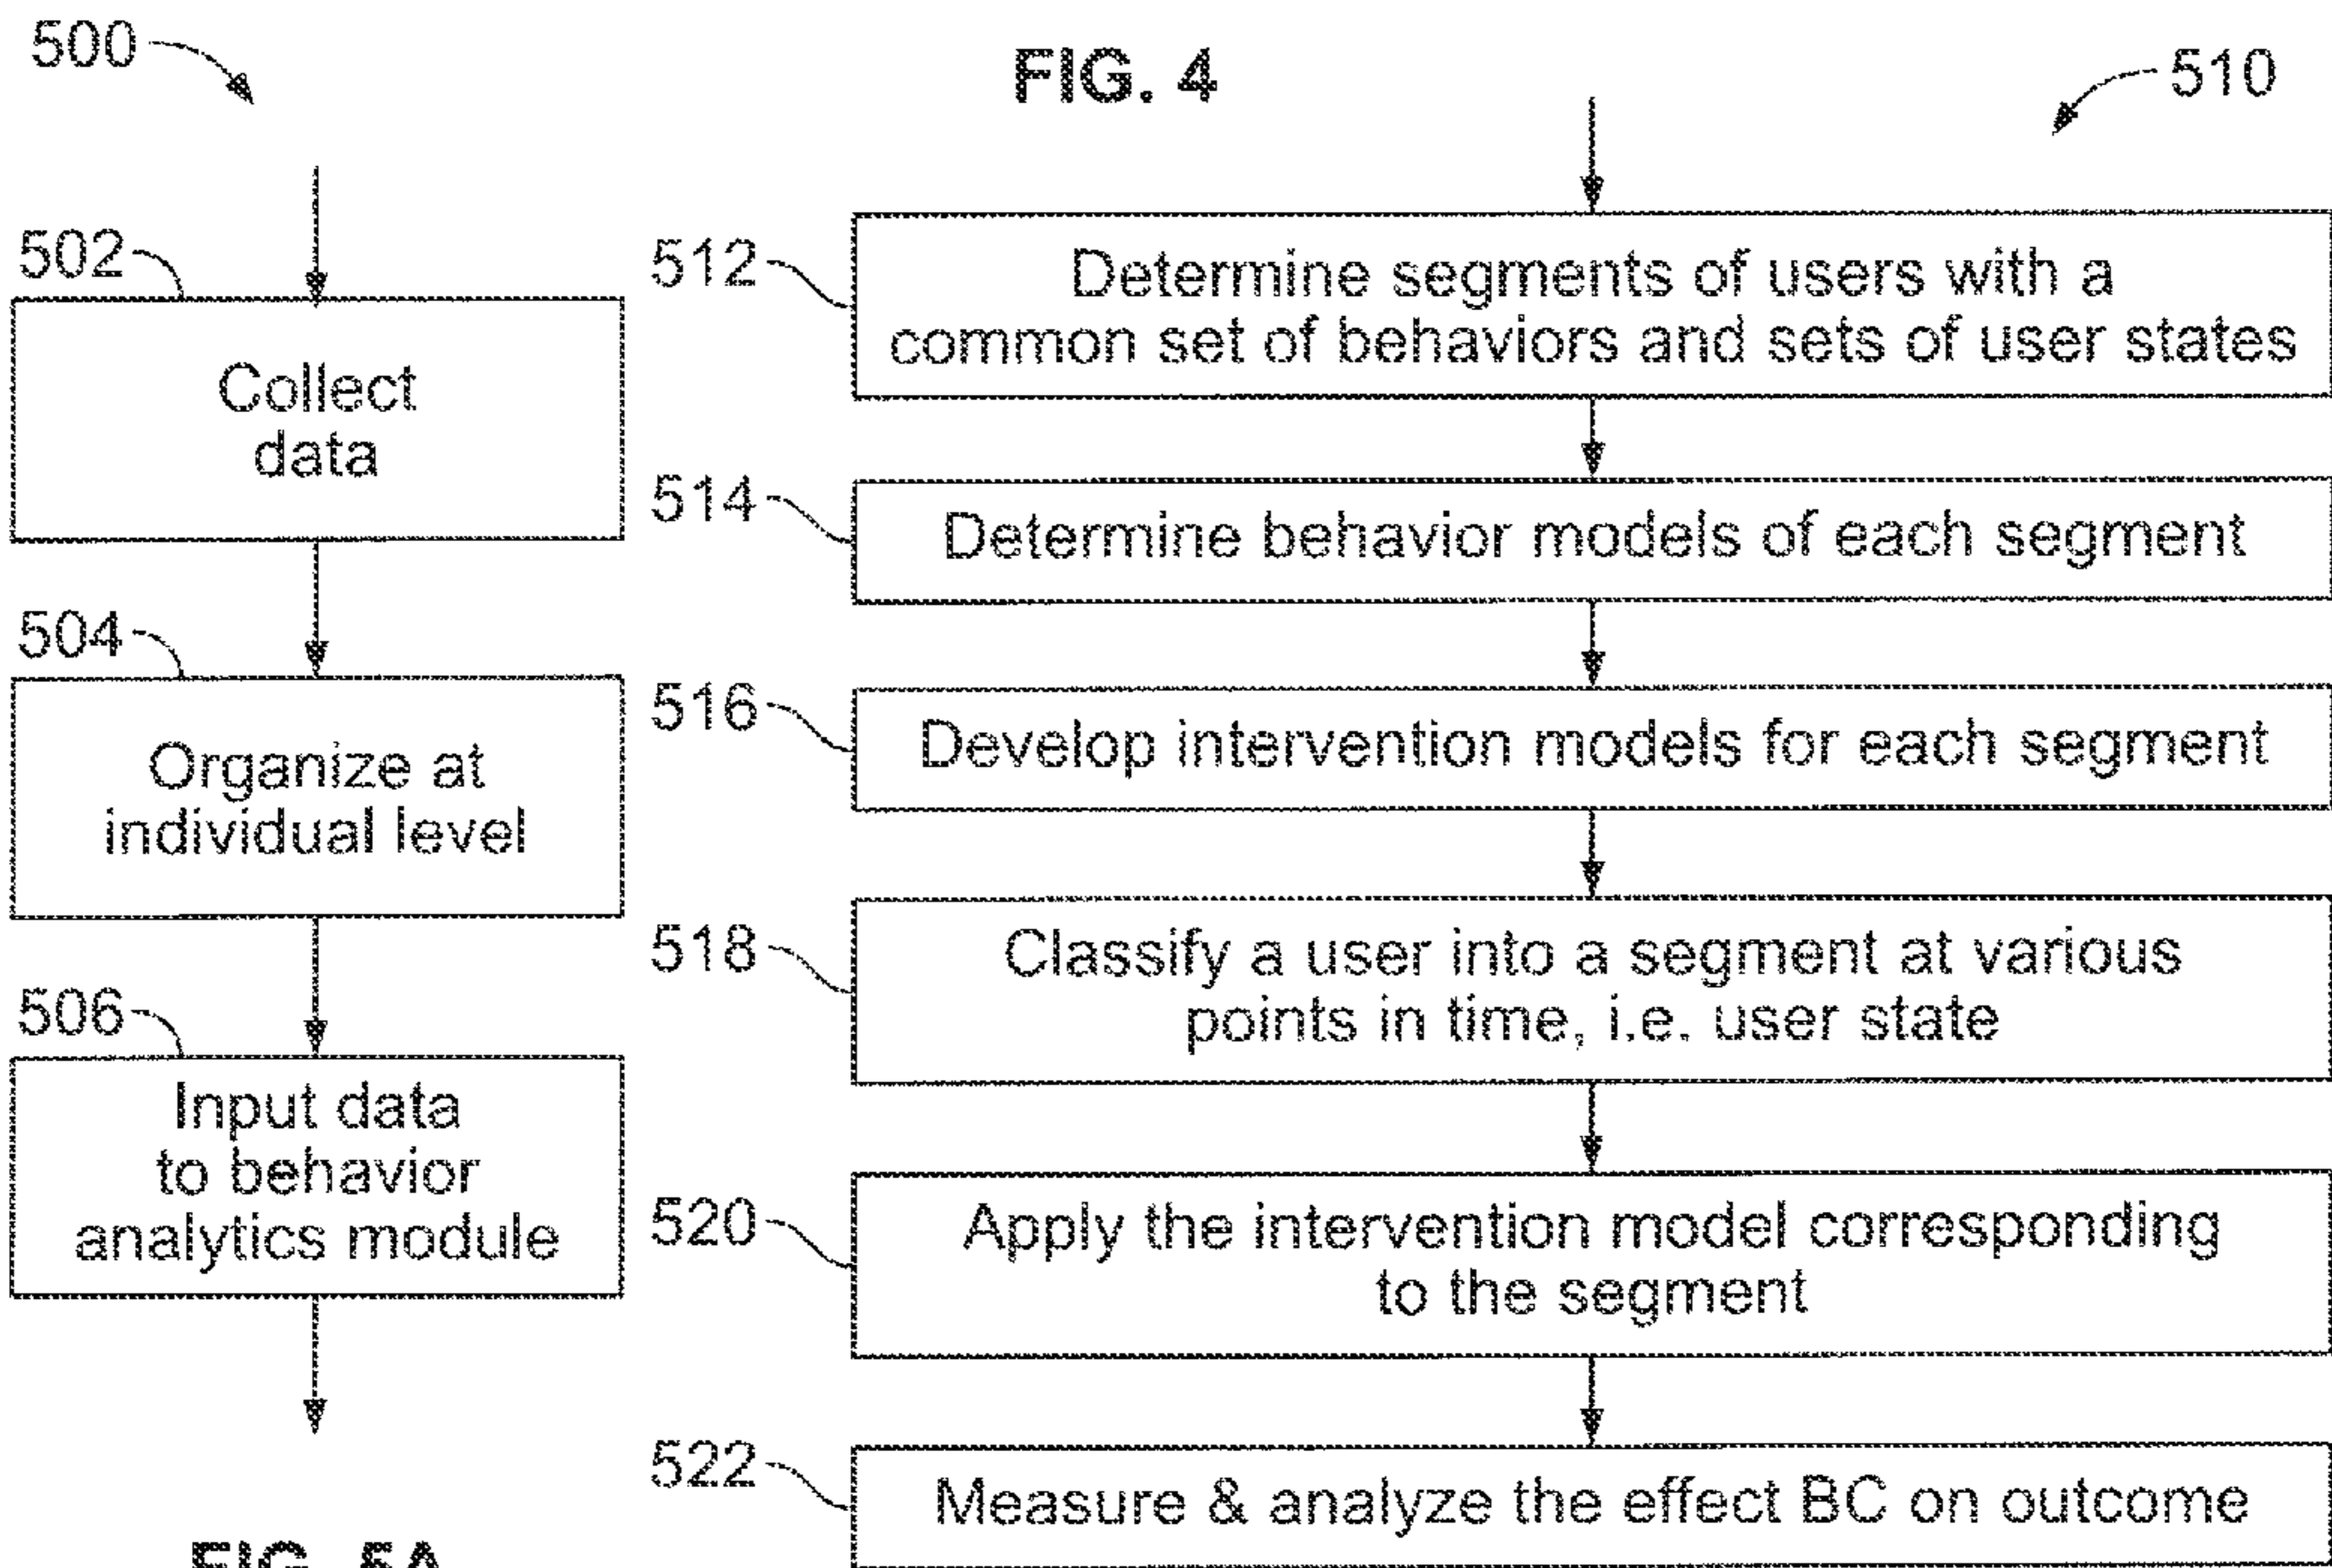 500
FIG. 4
510
502
Collect
data
504
Organize at
individual level
506
Input data
to behavior
analytics module
FIG. 5A
512
Determine segments of users with a
common set of behaviors and sets of user states
514
Determine behavior models of each segment
516
Develop intervention models for each segment
518
Classify a user into a segment at various
points in time, i.e. user state
520
Apply the intervention model corresponding
to the segment
522
Measure & analyze the effect BC on outcome